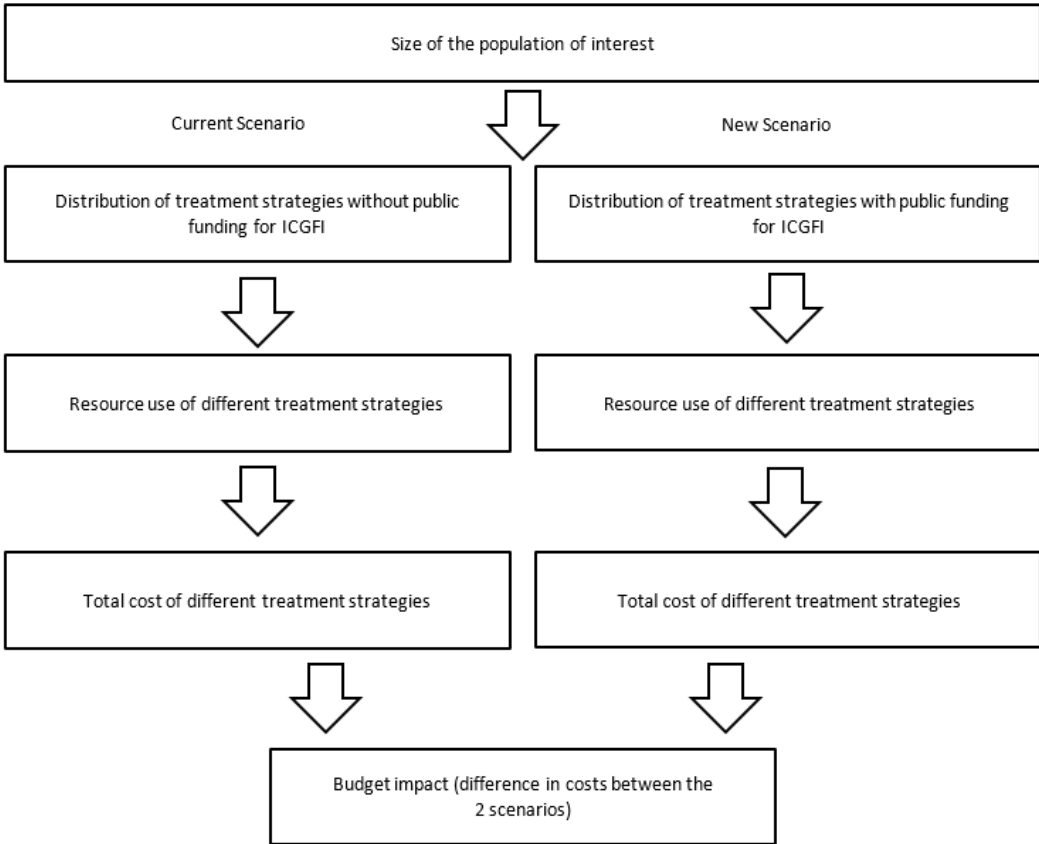 Size of the population of interest
Current Scenario
New Scenario
Distribution of treatment strategies without public
funding for ICGFI
Distribution of treatment strategies with public funding
for ICGFI
Resource use of different treatment strategies
Resource use of different treatment strategies
Total cost of different treatment strategies
Total cost of different treatment strategies
Budget impact (difference in costs between the
2 scenarios)